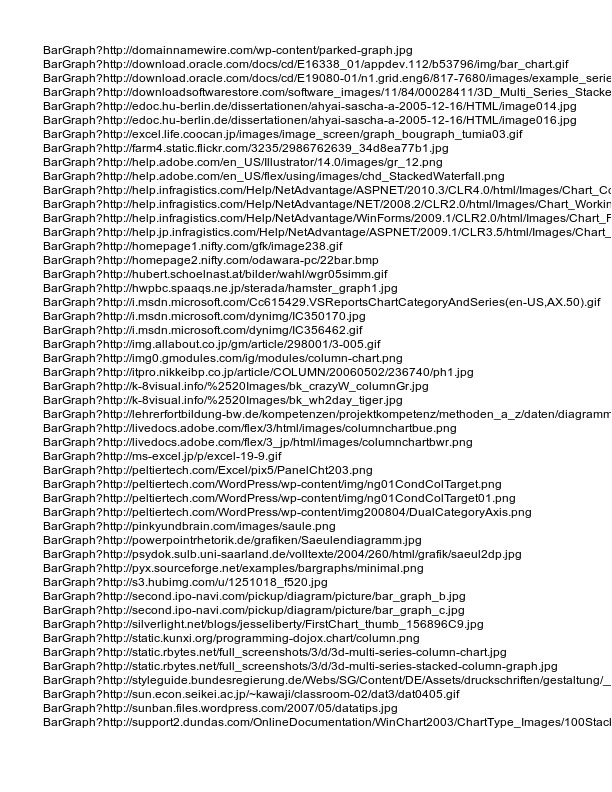 BarGraph?http://domainnamewire.com/wp-content/parked-graph.jpg
BarGraph?http://download.oracle.com/docs/cd/E16338_01/appdev.112/b53796/img/bar_chart.gif
BarGraph?http://download.oracle.com/docs/cd/E19080-01/n1.grid.eng6/817-7680/images/example_serie
BarGraph?http://downloadsoftwarestore.com/software_images/11/84/00028411/3D_Multi_Series_Stacke
BarGraph?http://edoc.hu-berlin.de/dissertationen/ahyai-sascha-a-2005-12-16/HTML/image014.jpg
BarGraph?http://edoc.hu-berlin.de/dissertationen/ahyai-sascha-a-2005-12-16/HTML/image016.jpg
BarGraph?http://excel.life.coocan.jp/images/image_screen/graph_bougraph_tumia03.gif
BarGraph?http://farm4.static.flickr.com/3235/2986762639_34d8ea77b1.jpg
BarGraph?http://help.adobe.com/en_US/Illustrator/14.0/images/gr_12.png
BarGraph?http://help.adobe.com/en_US/flex/using/images/chd_StackedWaterfall.png
BarGraph?http://help.infragistics.com/Help/NetAdvantage/ASPNET/2010.3/CLR4.0/html/Images/Chart_Co
BarGraph?http://help.infragistics.com/Help/NetAdvantage/NET/2008.2/CLR2.0/html/Images/Chart_Workin
BarGraph?http://help.infragistics.com/Help/NetAdvantage/WinForms/2009.1/CLR2.0/html/Images/Chart_F
BarGraph?http://help.jp.infragistics.com/Help/NetAdvantage/ASPNET/2009.1/CLR3.5/html/Images/Chart_
BarGraph?http://homepage1.nifty.com/gfk/image238.gif
BarGraph?http://homepage2.nifty.com/odawara-pc/22bar.bmp
BarGraph?http://hubert.schoelnast.at/bilder/wahl/wgr05simm.gif
BarGraph?http://hwpbc.spaaqs.ne.jp/sterada/hamster_graph1.jpg
BarGraph?http://i.msdn.microsoft.com/Cc615429.VSReportsChartCategoryAndSeries(en-US,AX.50).gif
BarGraph?http://i.msdn.microsoft.com/dynimg/IC350170.jpg
BarGraph?http://i.msdn.microsoft.com/dynimg/IC356462.gif
BarGraph?http://img.allabout.co.jp/gm/article/298001/3-005.gif
BarGraph?http://img0.gmodules.com/ig/modules/column-chart.png
BarGraph?http://itpro.nikkeibp.co.jp/article/COLUMN/20060502/236740/ph1.jpg
BarGraph?http://k-8visual.info/%2520Images/bk_crazyW_columnGr.jpg
BarGraph?http://k-8visual.info/%2520Images/bk_wh2day_tiger.jpg
BarGraph?http://lehrerfortbildung-bw.de/kompetenzen/projektkompetenz/methoden_a_z/daten/diagramm
BarGraph?http://livedocs.adobe.com/flex/3/html/images/columnchartbue.png
BarGraph?http://livedocs.adobe.com/flex/3_jp/html/images/columnchartbwr.png
BarGraph?http://ms-excel.jp/p/excel-19-9.gif
BarGraph?http://peltiertech.com/Excel/pix5/PanelCht203.png
BarGraph?http://peltiertech.com/WordPress/wp-content/img/ng01CondColTarget.png
BarGraph?http://peltiertech.com/WordPress/wp-content/img/ng01CondColTarget01.png
BarGraph?http://peltiertech.com/WordPress/wp-content/img200804/DualCategoryAxis.png
BarGraph?http://pinkyundbrain.com/images/saule.png
BarGraph?http://powerpointrhetorik.de/grafiken/Saeulendiagramm.jpg
BarGraph?http://psydok.sulb.uni-saarland.de/volltexte/2004/260/html/grafik/saeul2dp.jpg
BarGraph?http://pyx.sourceforge.net/examples/bargraphs/minimal.png
BarGraph?http://s3.hubimg.com/u/1251018_f520.jpg
BarGraph?http://second.ipo-navi.com/pickup/diagram/picture/bar_graph_b.jpg
BarGraph?http://second.ipo-navi.com/pickup/diagram/picture/bar_graph_c.jpg
BarGraph?http://silverlight.net/blogs/jesseliberty/FirstChart_thumb_156896C9.jpg
BarGraph?http://static.kunxi.org/programming-dojox.chart/column.png
BarGraph?http://static.rbytes.net/full_screenshots/3/d/3d-multi-series-column-chart.jpg
BarGraph?http://static.rbytes.net/full_screenshots/3/d/3d-multi-series-stacked-column-graph.jpg
BarGraph?http://styleguide.bundesregierung.de/Webs/SG/Content/DE/Assets/druckschriften/gestaltung/_
BarGraph?http://sun.econ.seikei.ac.jp/~kawaji/classroom-02/dat3/dat0405.gif
BarGraph?http://sunban.files.wordpress.com/2007/05/datatips.jpg
BarGraph?http://support2.dundas.com/OnlineDocumentation/WinChart2003/ChartType_Images/100Stack